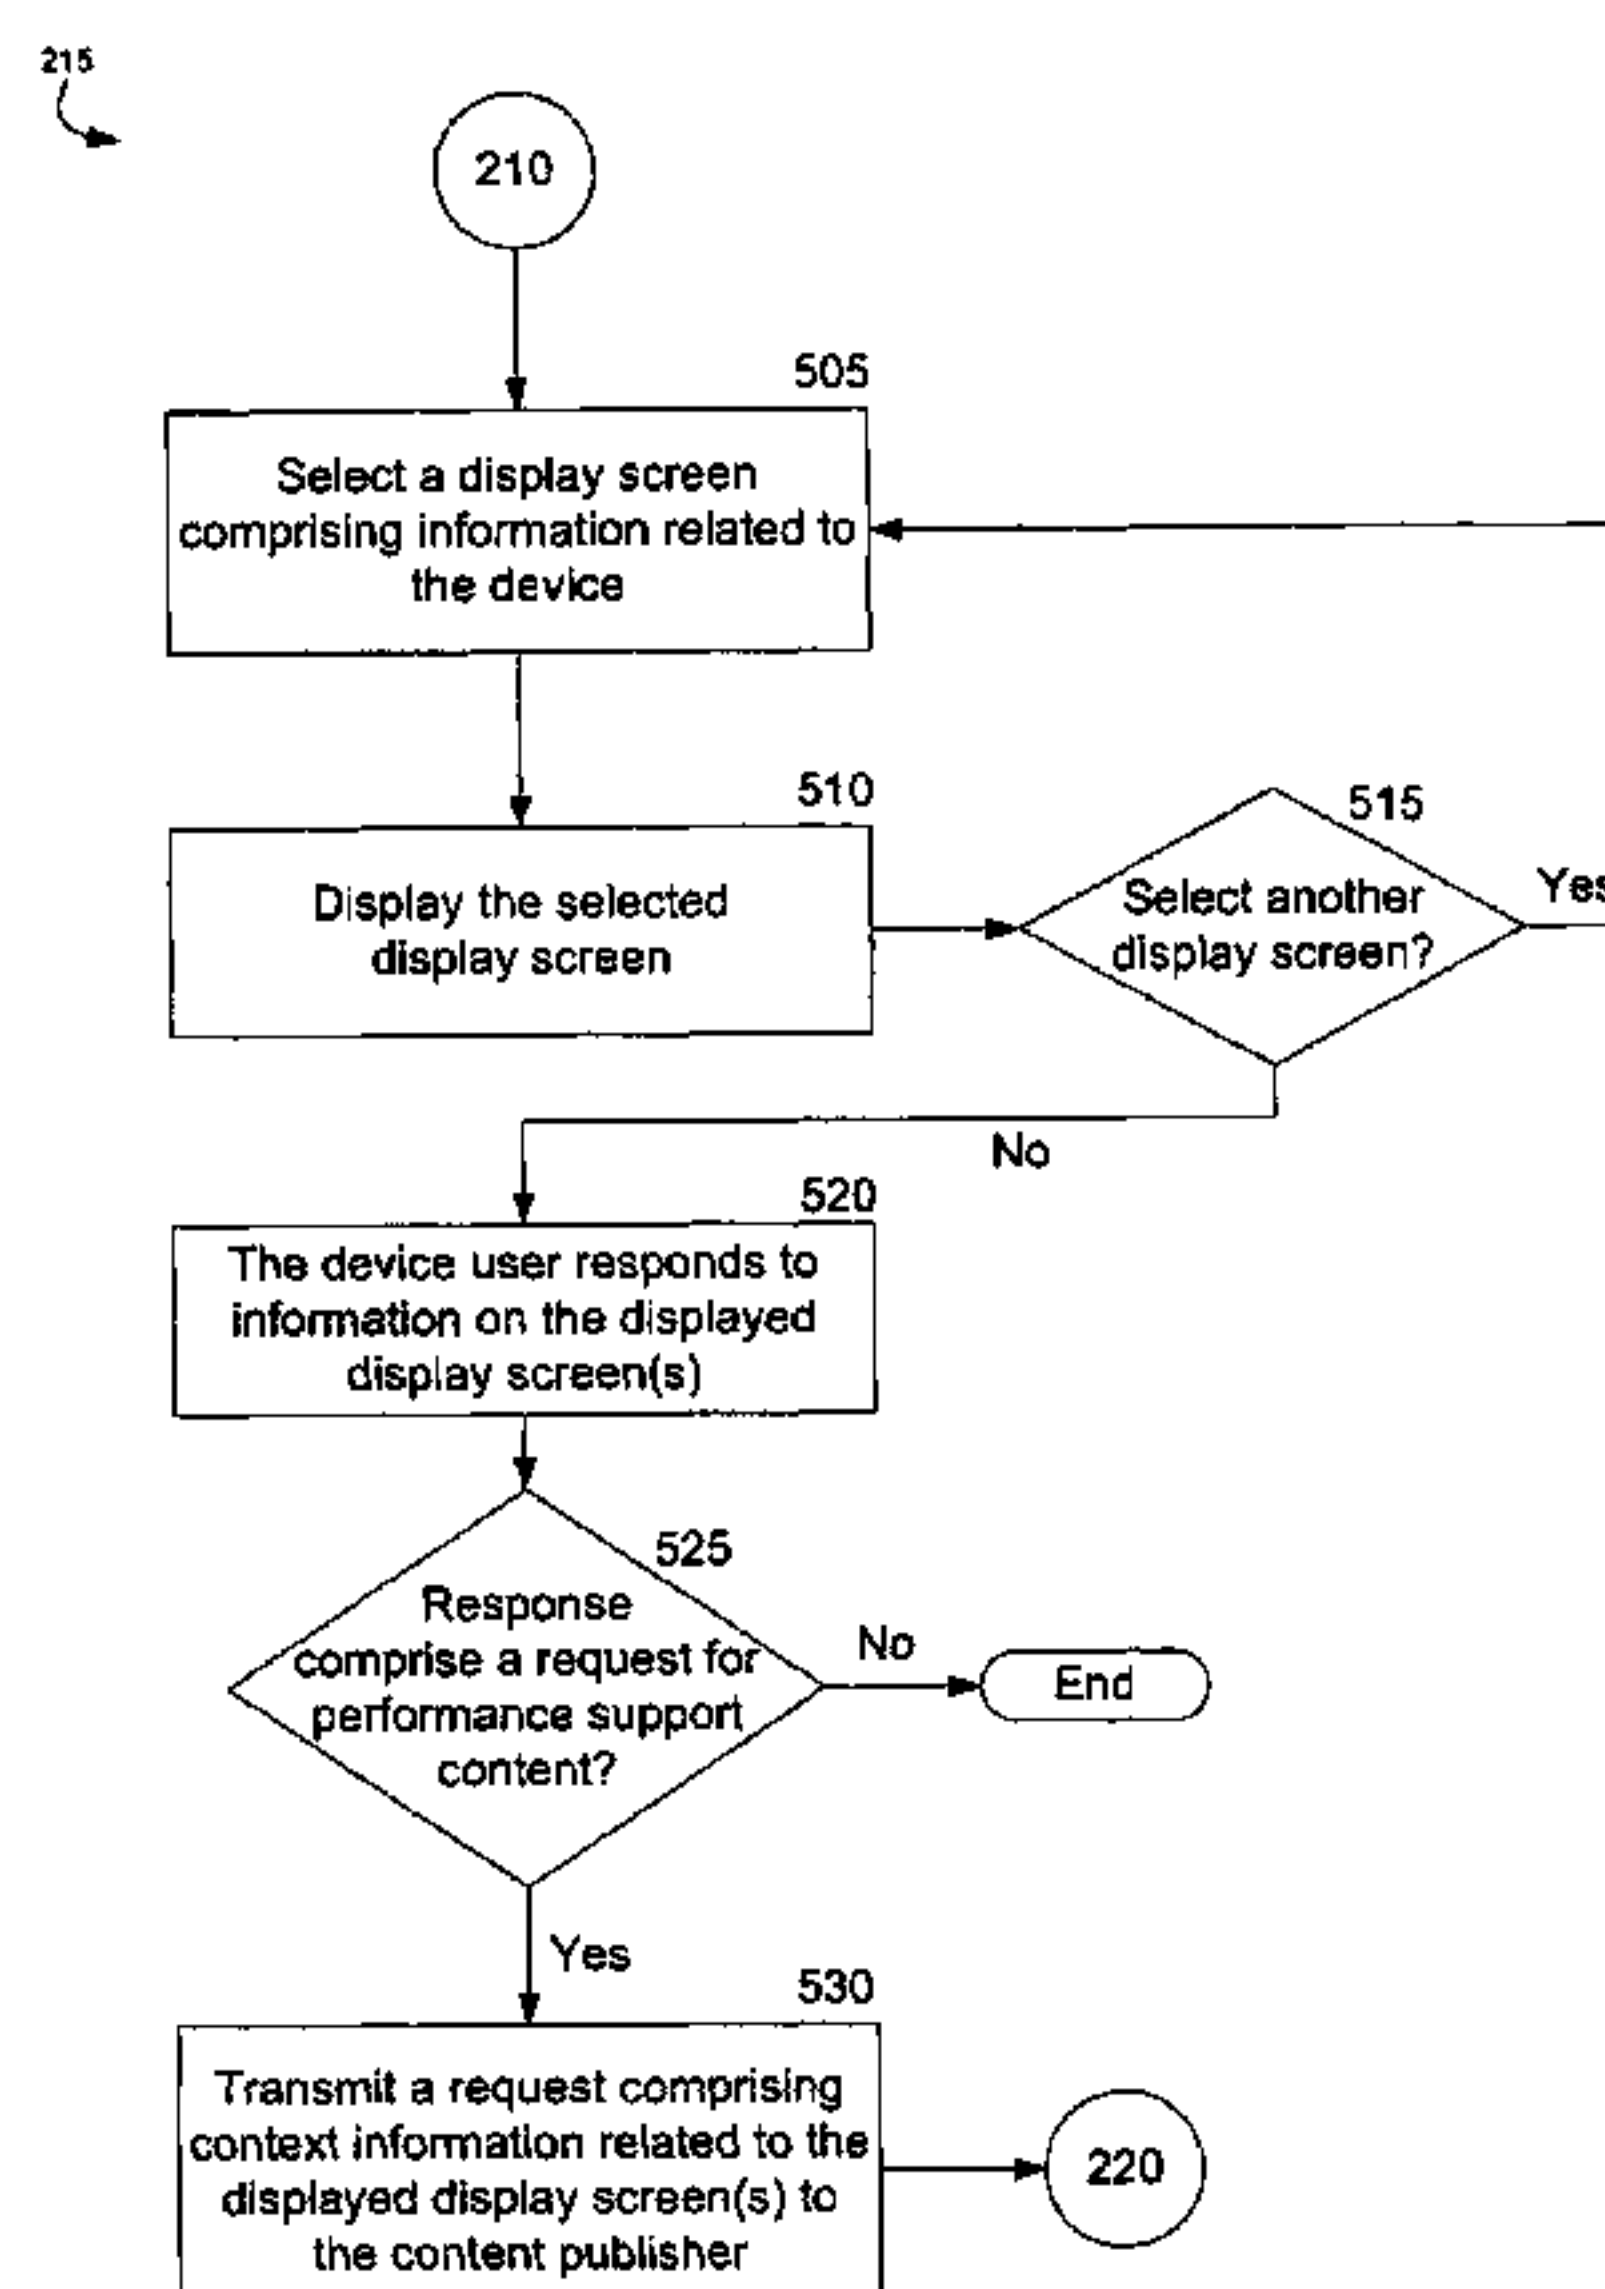 215
210
505
Select a display screen
comprising information related to
the device
510
Display the selected
display screen
515
Select another
display screen?
Yes
No
520
The device user responds to
information on the displayed
display screen(s)
525
Response
comprise a request for
performance support
content?
No
End
Yes
530
Transmit a request comprising
context information related to the
displayed display screen(s) to
the content publisher
220